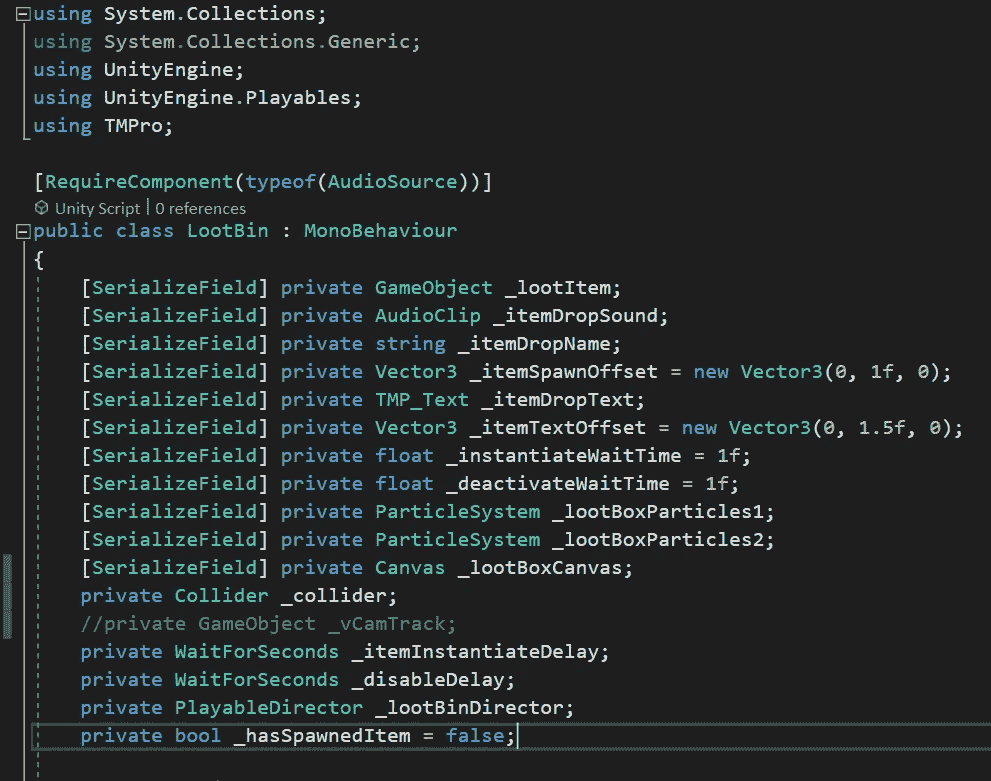 using System.Collections;
using System.Collections.Generic;
using UnityEngine;
using UnityEngine.Playables;
using TMPro;
[RequireComponent(typeof(AudioSource))]
Unity Script | 0 references
public class LootBin : MonoBehaviour
{
[SerializeField] private GameObject _lootItem;
[SerializeField] private AudioClip _itemDropSound;
[SerializeField] private string _itemDropName;
[SerializeField] private Vector3 _itemSpawnOffset = new Vector3(0, 1f, 0);
[SerializeField] private TMP_Text _itemDropText;
[SerializeField] private Vector3 _itemTextOffset = new Vector3(0, 1.5f, 0);
[SerializeField] private float _instantiateWaitTime = 1f;
[SerializeField] private float _deactivateWaitTime = 1f;
[SerializeField] private ParticleSystem _lootBoxParticles1;
[SerializeField] private ParticleSystem _lootBoxParticles2;
[SerializeField] private Canvas _lootBoxCanvas;
private Collider _collider;
//private GameObject _vCamTrack;
private WaitForSeconds _itemInstantiateDelay;
private WaitForSeconds _disableDelay;
private PlayableDirector _lootBinDirector;
private bool _hasSpawnedItem = false;